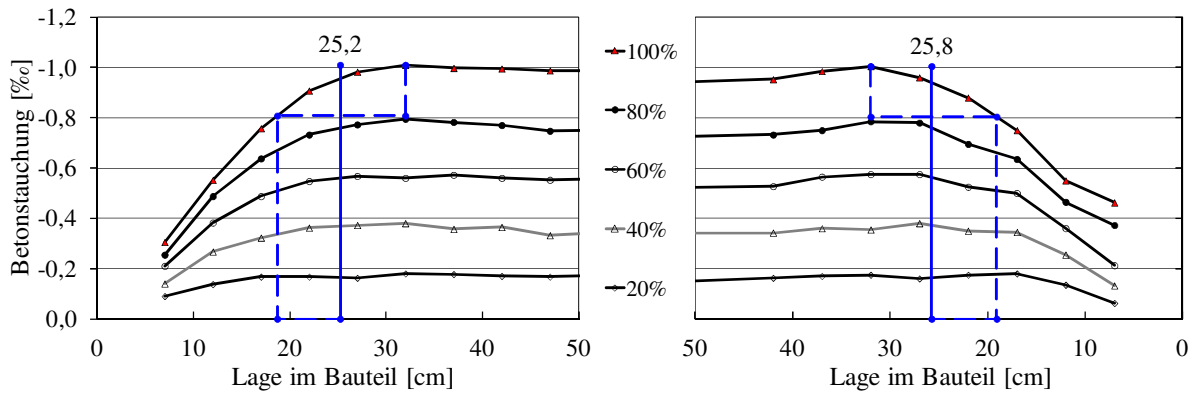 -1,2
-1,0
-0,8
-0,6
-0,4
-0,2
0,0
Betonstauchung [‰]
25,2
0 10 20 30 40 50
Lage im Bauteil [cm]
100%
80%
60%
40%
20%
25,8
50 40 30 20 10 0
Lage im Bauteil [cm]